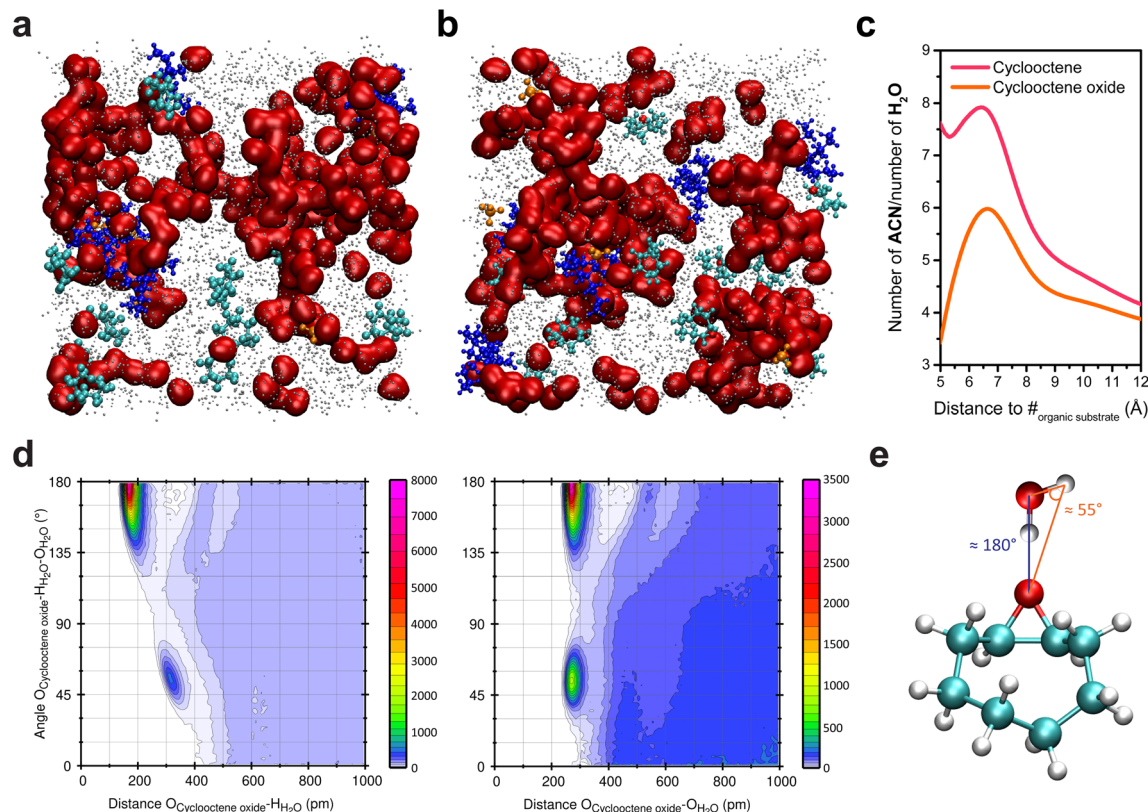 a
b
c
Number of ACN/number of H2O
9
8
7
6
5
4
3
Cyclooctene
Cyclooctene oxide
5 6 7 8 9 10 11 12
Distance to #organic substrate (Å)
d
Angle OCyclooctene oxide-HH2O-OH2O (°)
180
135
90
45
0
0 200 400 600 800 1000
Distance OCyclooctene oxide-HH2O (pm)
8000
7000
6000
5000
4000
3000
2000
1000
0
180
135
90
45
0
0 200 400 600 800 1000
Distance OCyclooctene oxide-OH2O (pm)
3500
3000
2500
2000
1500
1000
500
0
e
≈ 55°
≈ 180°